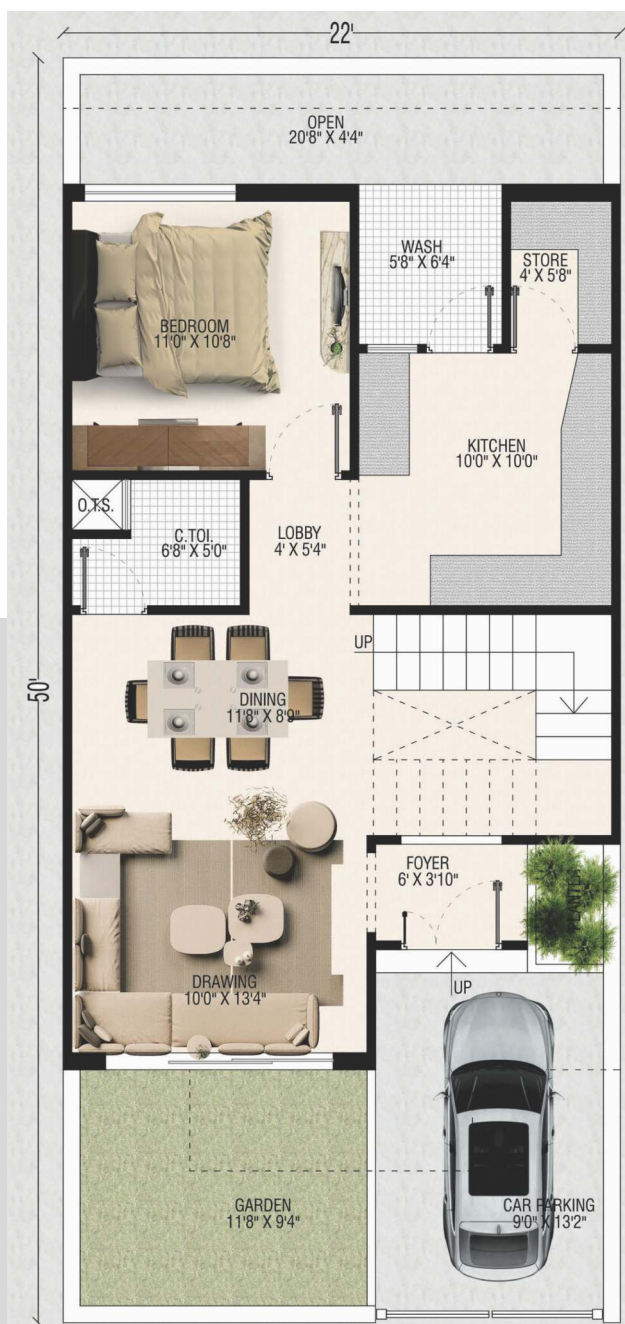 22'
OPEN
20'8" X 4'4"
WASH
5'8" X 6'4"
STORE
4' X 5'8"
BEDROOM
11'0" X 10'8"
KITCHEN
10'0" X 10'0"
O.T.S.
C.TOI.
6'8" X 5'0"
LOBBY
4' X 5'4"
UP
50'
DINING
11'8" X 8'9"
FOYER
6' X 3'10"
DRAWING
10'0" X 13'4"
UP
GARDEN
11'8" X 9'4"
CAR PARKING
9'0" X 13'2"